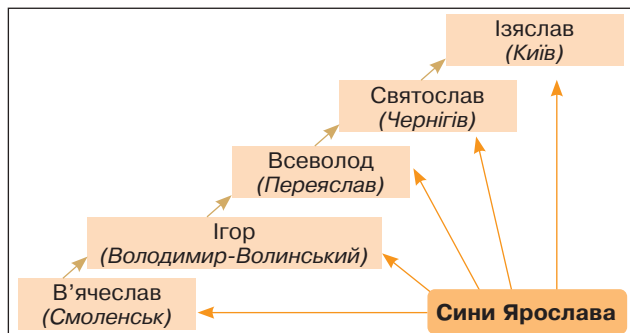 Ізяслав
(Київ)
Святослав
(Чернігів)
Всеволод
(Переяслав)
Ігор
(Володимир-Волинський)
В’ячеслав
(Смоленськ)
Сини Ярослава